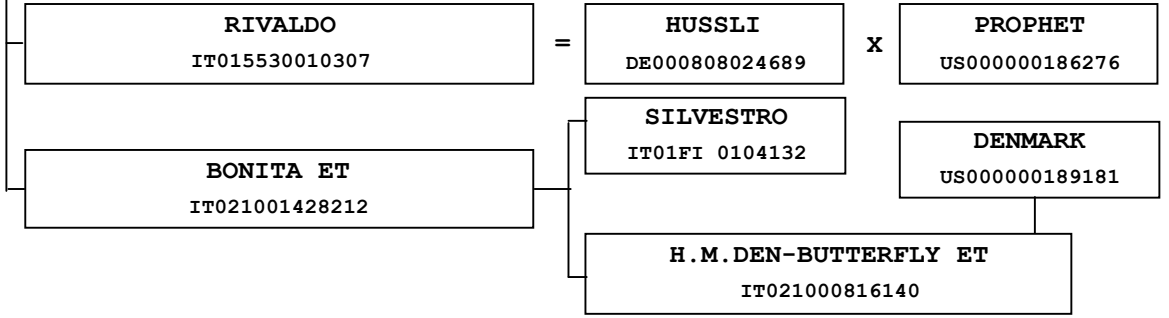 RIVALDO
IT015530010307
=
HUSSLI
DE000808024689
X
PROPHET
US000000186276
SILVESTRO
IT01FI 0104132
DENMARK
US000000189181
BONITA ET
IT021001428212
H.M.DEN-BUTTERFLY ET
IT021000816140